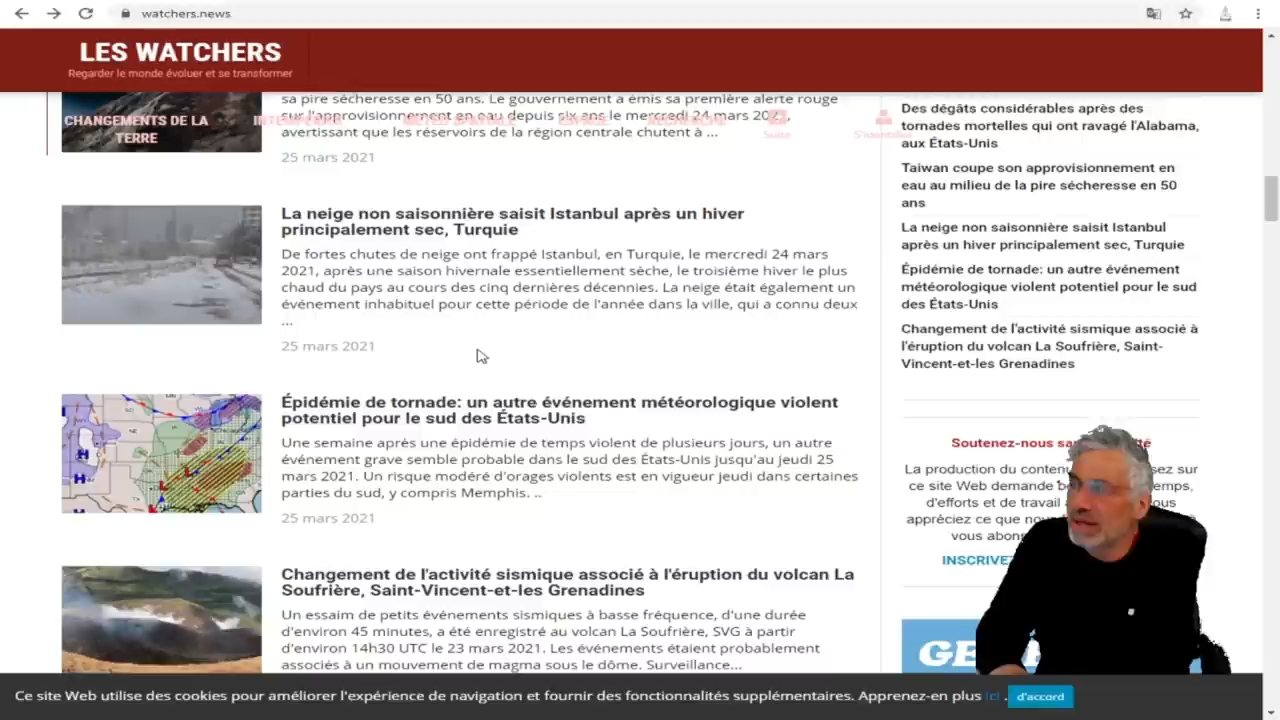 watchers.news
LES WATCHERS
Regarder le monde évoluer et se transformer
CHANGEMENTS DE LA
TERRE
Suite
sa pire sécheresse en 50 ans. Le gouvernement a émis sa première alerte rouge
sur l'approvisionnement en eau depuis six ans le mercredi 24 mars 2021,
avertissant que les réservoirs de la région centrale chutent à ...
25 mars 2021
La neige non saisonnière saisit Istanbul après un hiver
principalement sec, Turquie
De fortes chutes de neige ont frappé Istanbul, en Turquie, le mercredi 24 mars
2021, après une saison hivernale essentiellement sèche, le troisième hiver le plus
chaud du pays au cours des cinq dernières décennies. La neige était également un
événement inhabituel pour cette période de l'année dans la ville, qui a connu deux
...
25 mars 2021
Épidémie de tornade: un autre événement météorologique violent
potentiel pour le sud des États-Unis
Une semaine après une épidémie de temps violent de plusieurs jours, un autre
événement grave semble probable dans le sud des États-Unis jusqu'au jeudi 25
mars 2021. Un risque modéré d'orages violents est en vigueur jeudi dans certaines
parties du sud, y compris Memphis. ..
25 mars 2021
Changement de l'activité sismique associé à l'éruption du volcan La
Soufrière, Saint-Vincent-et-les Grenadines
Un essaim de petits événements sismiques à basse fréquence, d'une durée
d'environ 45 minutes, a été enregistré au volcan La Soufrière, SVG à partir
d'environ 14h30 UTC le 23 mars 2021. Les événements étaient probablement
associés à un mouvement de magma sous le dôme. Surveillance...
Des dégâts considérables après des
tornades mortelles qui ont ravagé l'Alabama,
aux États-Unis
Taiwan coupe son approvisionnement en
eau au milieu de la pire sécheresse en 50
ans
La neige non saisonnière saisit Istanbul
après un hiver principalement sec, Turquie
Épidémie de tornade: un autre événement
météorologique violent potentiel pour le sud
des États-Unis
Changement de l'activité sismique associé à
l'éruption du volcan La Soufrière, Saint-
Vincent-et-les Grenadines
Soutenez-nous
La production du
ce site Web demande
d'efforts et de travail
appréciez ce que
vous
Ce site Web utilise des cookies pour améliorer l'expérience de navigation et fournir des fonctionnalités supplémentaires. Apprenez-en plus ici . d'accord